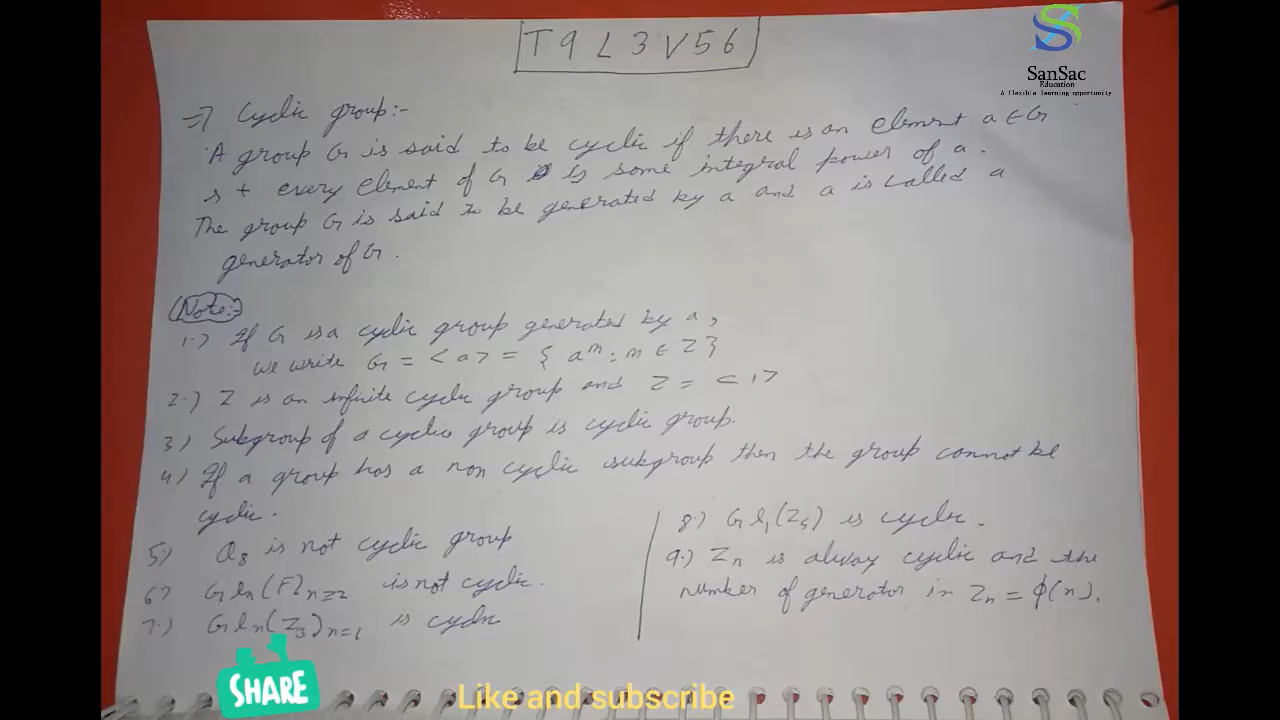 T9L3V56
SanSac
Education
A flexible learning opportunity
=> Cyclic group:-
A group G is said to be cyclic if there is an element a ∈ G
s.t every element of G is some integral power of a.
The group G is said to be generated by a and a is called a
generator of G.
Note:-
1.) If G is a cyclic group generated by a,
we write G = <a> = { a^m : m ∈ Z }
2.) Z is an infinite cyclic group and Z = <1>
3) Subgroup of a cyclic group is cyclic group.
4) If a group has a non cyclic subgroup then the group cannot be
cyclic.
5.) Q8 is not cyclic group
6.) Gln(F)n≥2 is not cyclic.
7.) Gln(Z3)n=1 is cyclic
8.) Gl1(Z5) is cyclic.
9.) Zn is alway cyclic and the
number of generator in Zn = ϕ(n).
SHARE
Like and subscribe